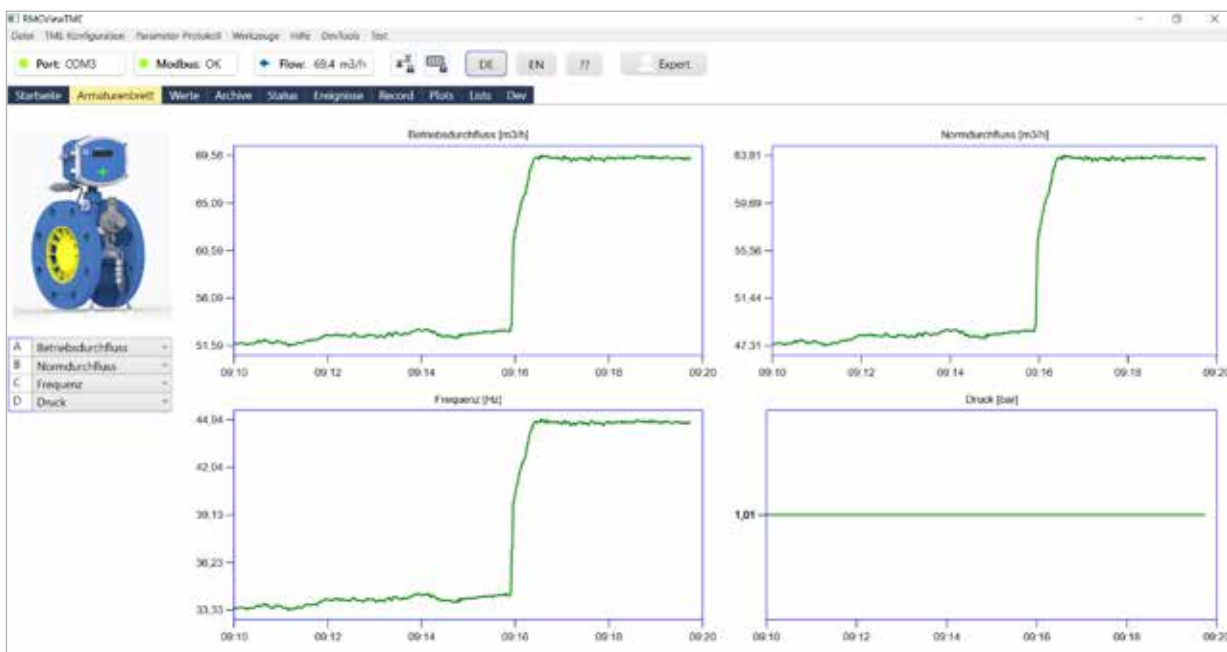 RMGViewTME
Datei TME Konfiguration Parameter Protokoll Werkzeuge Hilfe DevTools Test
Port: COM3 Modbus: OK Flow: 69,4 m3/h DE EN ?? Expert
Startseite Armaturenbrett Werte Archive Status Ereignisse Record Plots Lists Dev
Betriebsdurchfluss [m3/h]
69,56
65,09
60,59
56,09
51,59
09:10 09:12 09:14 09:16 09:18 09:20
Normdurchfluss [m3/h]
63,81
59,69
55,56
51,44
47,31
09:10 09:12 09:14 09:16 09:18 09:20
A Betriebsdurchfluss
B Normdurchfluss
C Frequenz
D Druck
Frequenz [Hz]
44,94
42,04
39,13
36,23
33,33
09:10 09:12 09:14 09:16 09:18 09:20
Druck [bar]
1,01
09:10 09:12 09:14 09:16 09:18 09:20